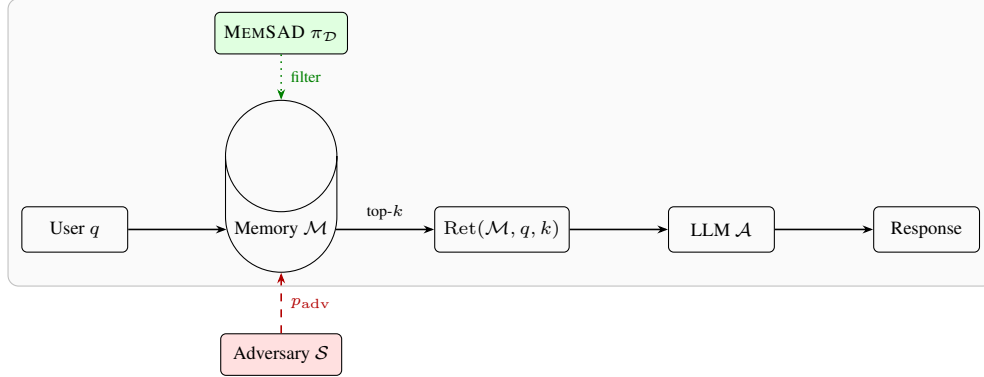 MEMSAD π_𝒟
filter
User q
Memory ℳ
top-k
Ret(ℳ, q, k)
LLM 𝒜
Response
p_adv
Adversary 𝒮